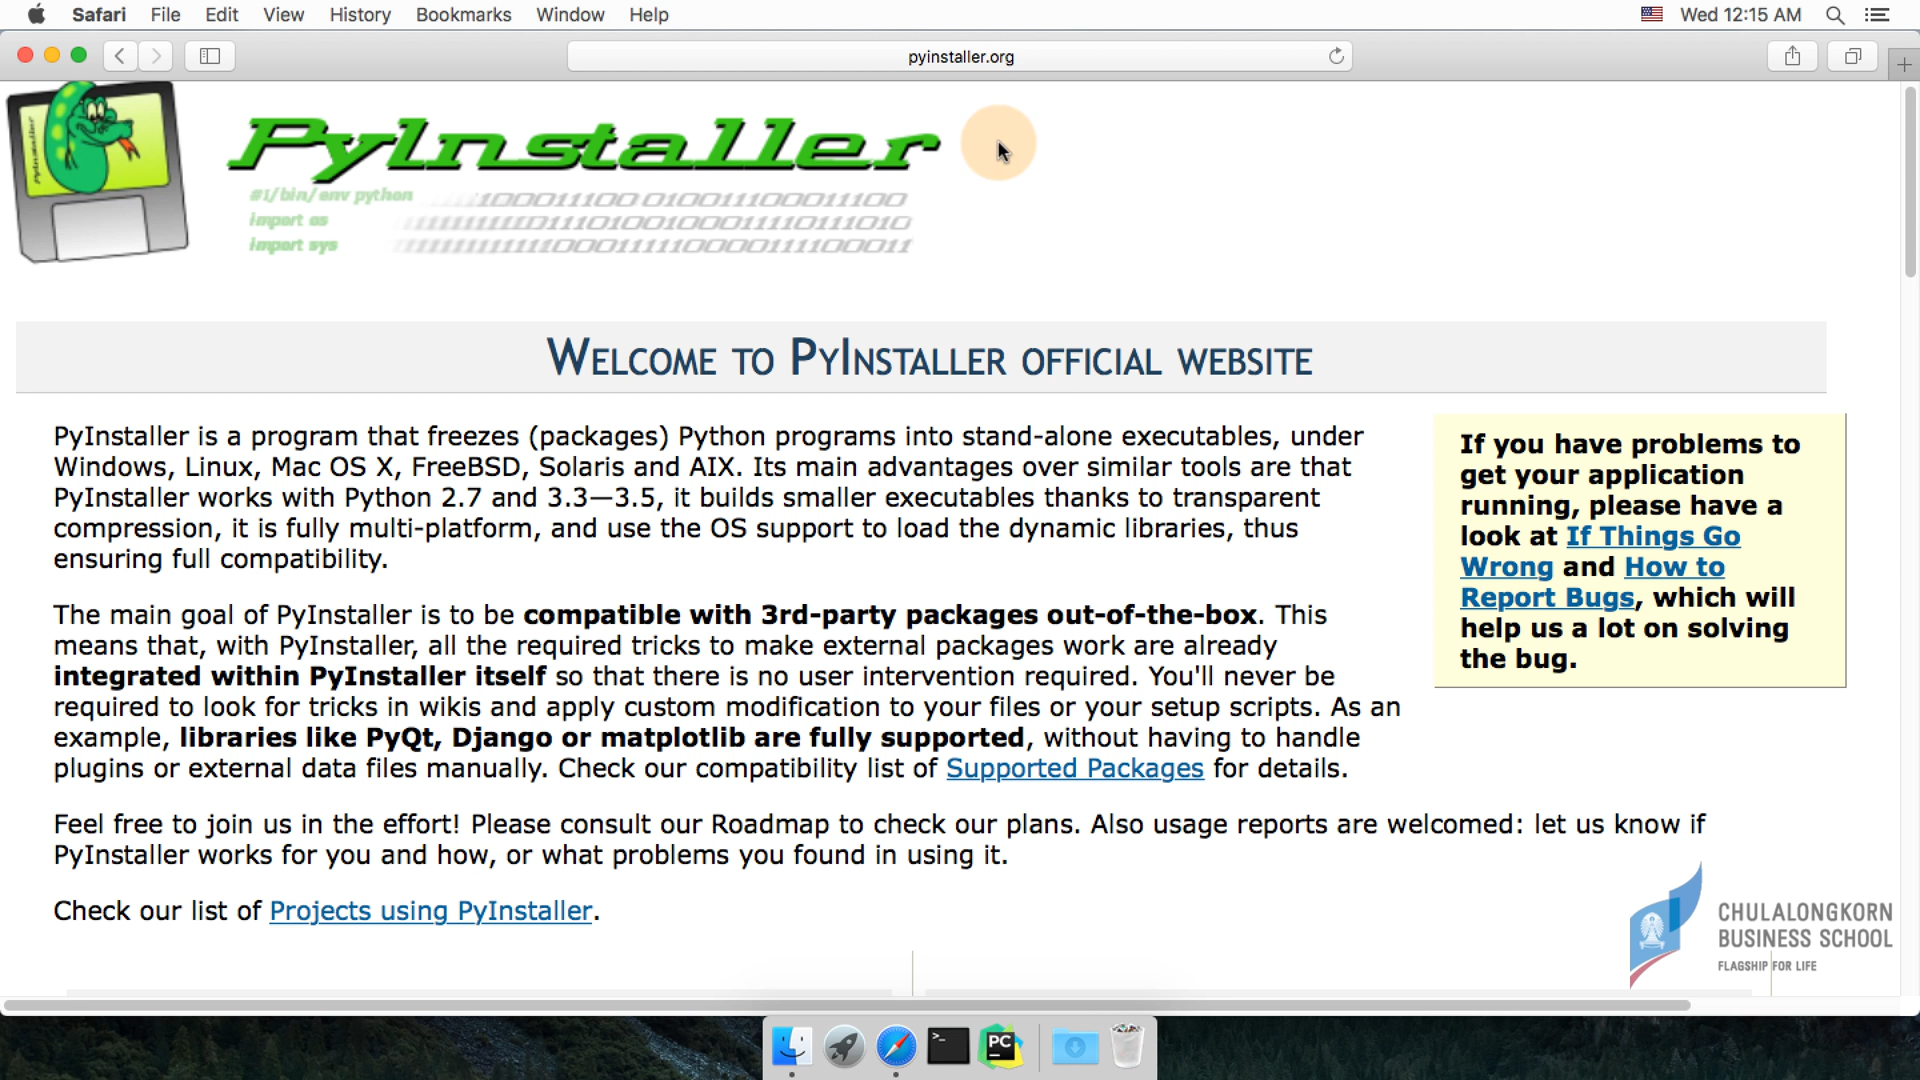 Safari File Edit View History Bookmarks Window Help Wed 12:15 AM
pyinstaller.org
PyInstaller
PyInstaller
#!/bin/env python
import os
import sys
WELCOME TO PYINSTALLER OFFICIAL WEBSITE
PyInstaller is a program that freezes (packages) Python programs into stand-alone executables, under
Windows, Linux, Mac OS X, FreeBSD, Solaris and AIX. Its main advantages over similar tools are that
PyInstaller works with Python 2.7 and 3.3—3.5, it builds smaller executables thanks to transparent
compression, it is fully multi-platform, and use the OS support to load the dynamic libraries, thus
ensuring full compatibility.
The main goal of PyInstaller is to be compatible with 3rd-party packages out-of-the-box. This
means that, with PyInstaller, all the required tricks to make external packages work are already
integrated within PyInstaller itself so that there is no user intervention required. You'll never be
required to look for tricks in wikis and apply custom modification to your files or your setup scripts. As an
example, libraries like PyQt, Django or matplotlib are fully supported, without having to handle
plugins or external data files manually. Check our compatibility list of Supported Packages for details.
Feel free to join us in the effort! Please consult our Roadmap to check our plans. Also usage reports are welcomed: let us know if
PyInstaller works for you and how, or what problems you found in using it.
Check our list of Projects using PyInstaller.
If you have problems to
get your application
running, please have a
look at If Things Go
Wrong and How to
Report Bugs, which will
help us a lot on solving
the bug.
CHULALONGKORN
BUSINESS SCHOOL
FLAGSHIP FOR LIFE
PC